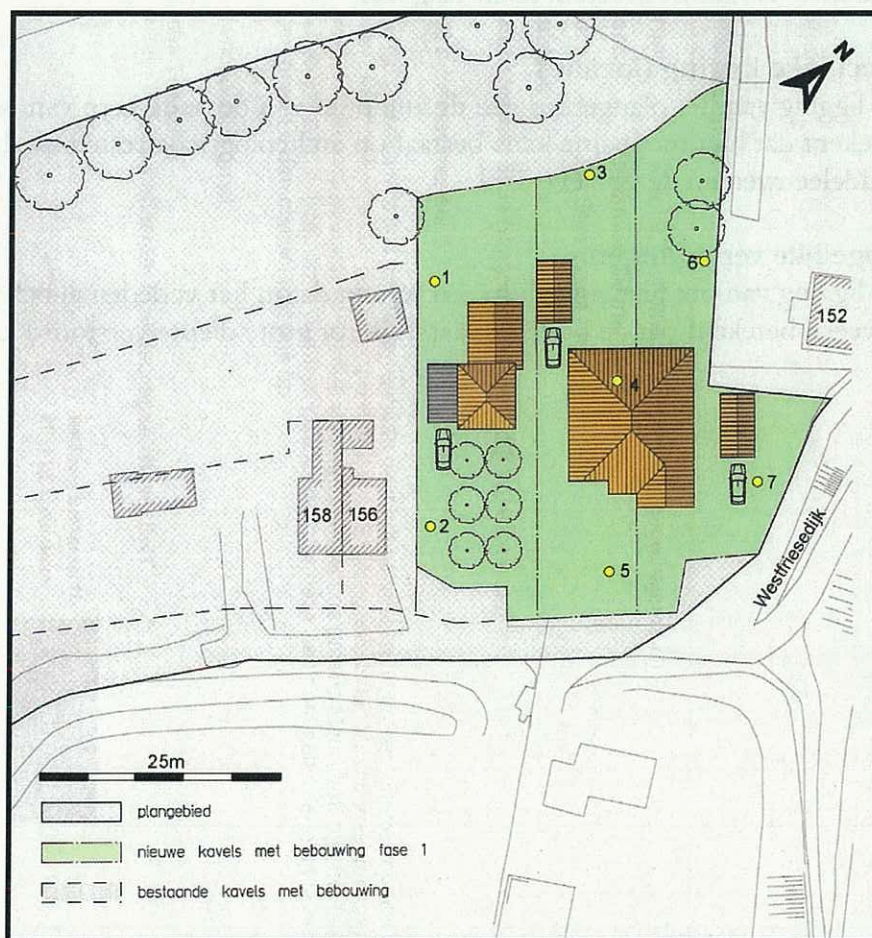 N
3
6
1
152
4
7
158
156
2
5
Westfriesedijk
25m
plangebied
nieuwe kavels met bebouwing fase 1
bestaande kavels met bebouwing